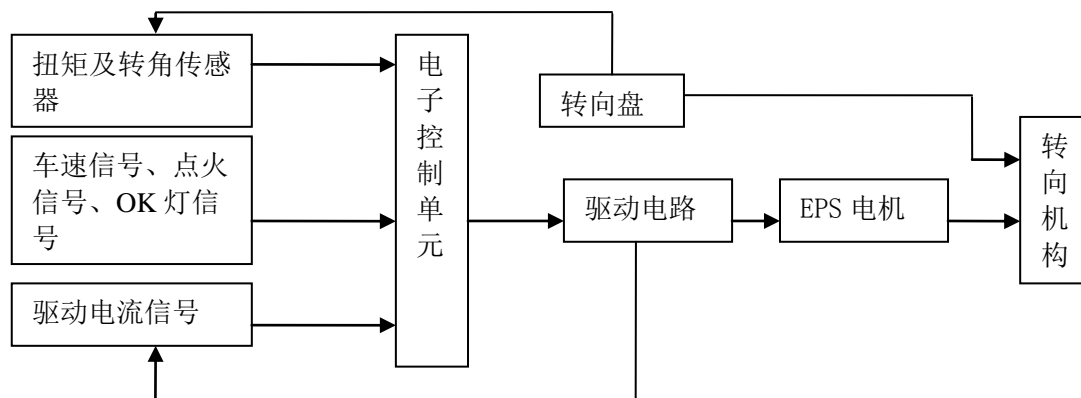 扭矩及转角传感
器
电
子
控
制
单
元
转向盘
车速信号、点火
信号、OK 灯信
号
驱动电路
EPS 电机
转
向
机
构
驱动电流信号